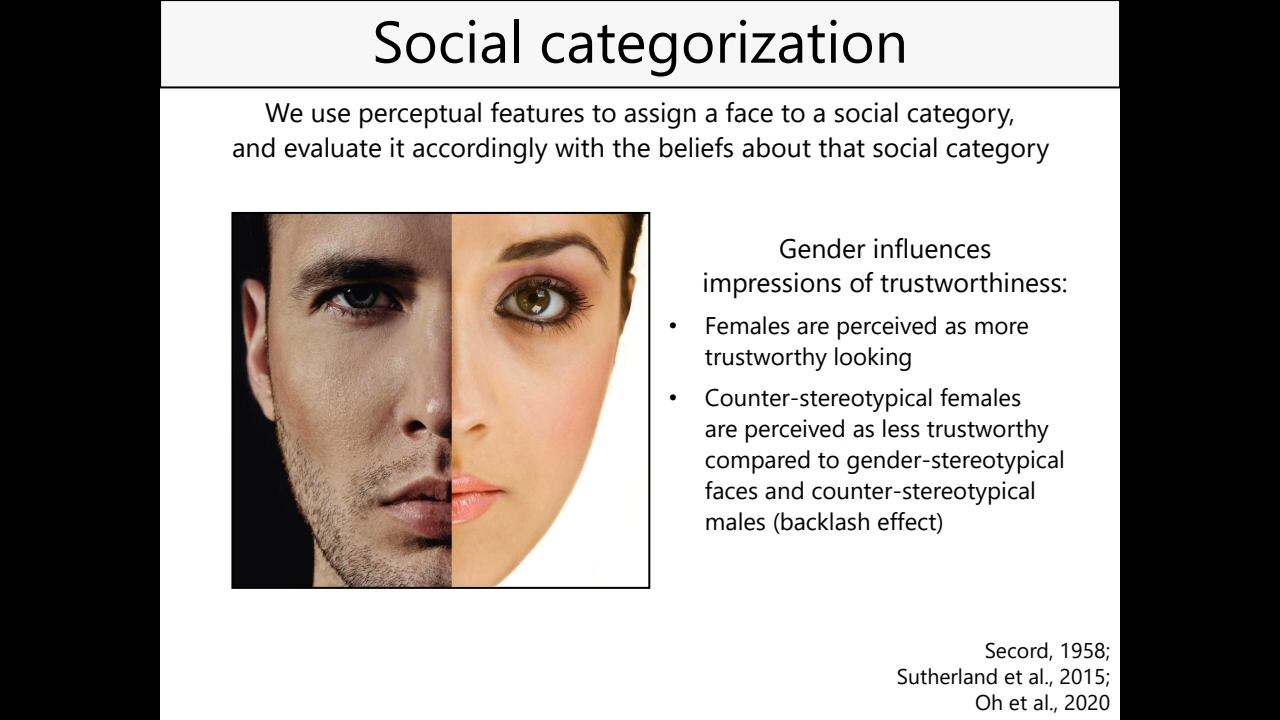 Social categorization
We use perceptual features to assign a face to a social category,
and evaluate it accordingly with the beliefs about that social category
Gender influences
impressions of trustworthiness:
• Females are perceived as more
trustworthy looking
• Counter-stereotypical females
are perceived as less trustworthy
compared to gender-stereotypical
faces and counter-stereotypical
males (backlash effect)
Secord, 1958;
Sutherland et al., 2015;
Oh et al., 2020